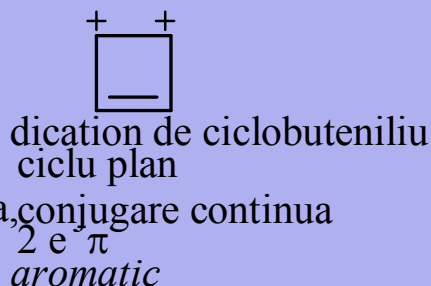 + +
dication de ciclobuteniliu
ciclu plan
a,conjugare continua
2 e⁻ π
aromatic